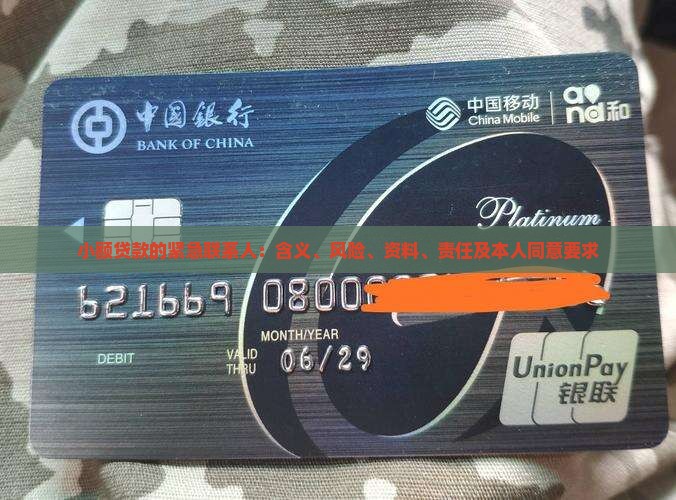 中国银行
BANK OF CHINA
中国移动
China Mobile
and和
Platinum
小额贷款的紧急联系人：含义、风险、资料、责任及本人同意要求
DEBIT
MONTH/YEAR
VALID THRU
06/29
UnionPay
银联